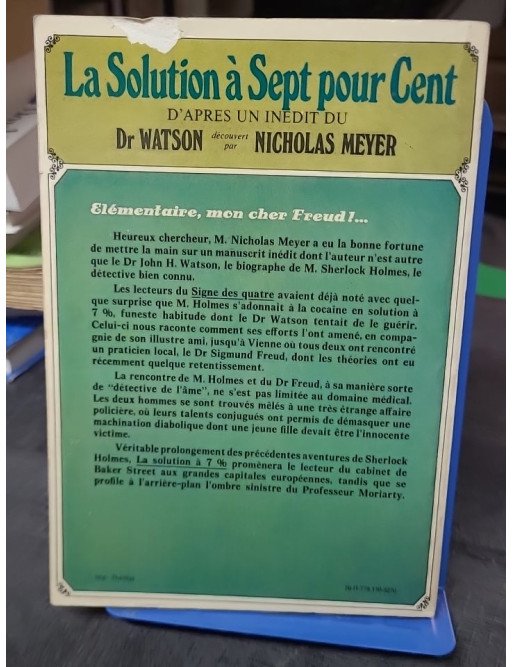 La Solution à Sept pour Cent
D'APRES UN INÉDIT DU
Dr WATSON découvert par NICHOLAS MEYER
Elémentaire, mon cher Freud!...
Heureux chercheur, M. Nicholas Meyer a eu la bonne fortune
de mettre la main sur un manuscrit inédit dont l'auteur n'est autre
que le Dr John H. Watson, le biographe de M. Sherlock Holmes, le
détective bien connu.
Les lecteurs du Signe des quatre avaient déjà noté avec quel-
que surprise que M. Holmes s'adonnait à la cocaïne en solution à
7 %, funeste habitude dont le Dr Watson tentait de le guérir.
Celui-ci nous raconte comment ses efforts l'ont amené, en compa-
gnie de son illustre ami, jusqu'à Vienne où tous deux ont rencontré
un praticien local, le Dr Sigmund Freud, dont les théories ont eu
récemment quelque retentissement.
La rencontre de M. Holmes et du Dr Freud, à sa manière sorte
de "détective de l'âme", ne s'est pas limitée au domaine médical.
Les deux hommes se sont trouvés mêlés à une très étrange affaire
policière, où leurs talents conjugués ont permis de démasquer une
machination diabolique dont une jeune fille devait être l'innocente
victime.
Véritable prolongement des précédentes aventures de Sherlock
Holmes, La solution à 7 % promènera le lecteur du cabinet de
Baker Street aux grandes capitales européennes, tandis que se
profile à l'arrière-plan l'ombre sinistre du Professeur Moriarty.